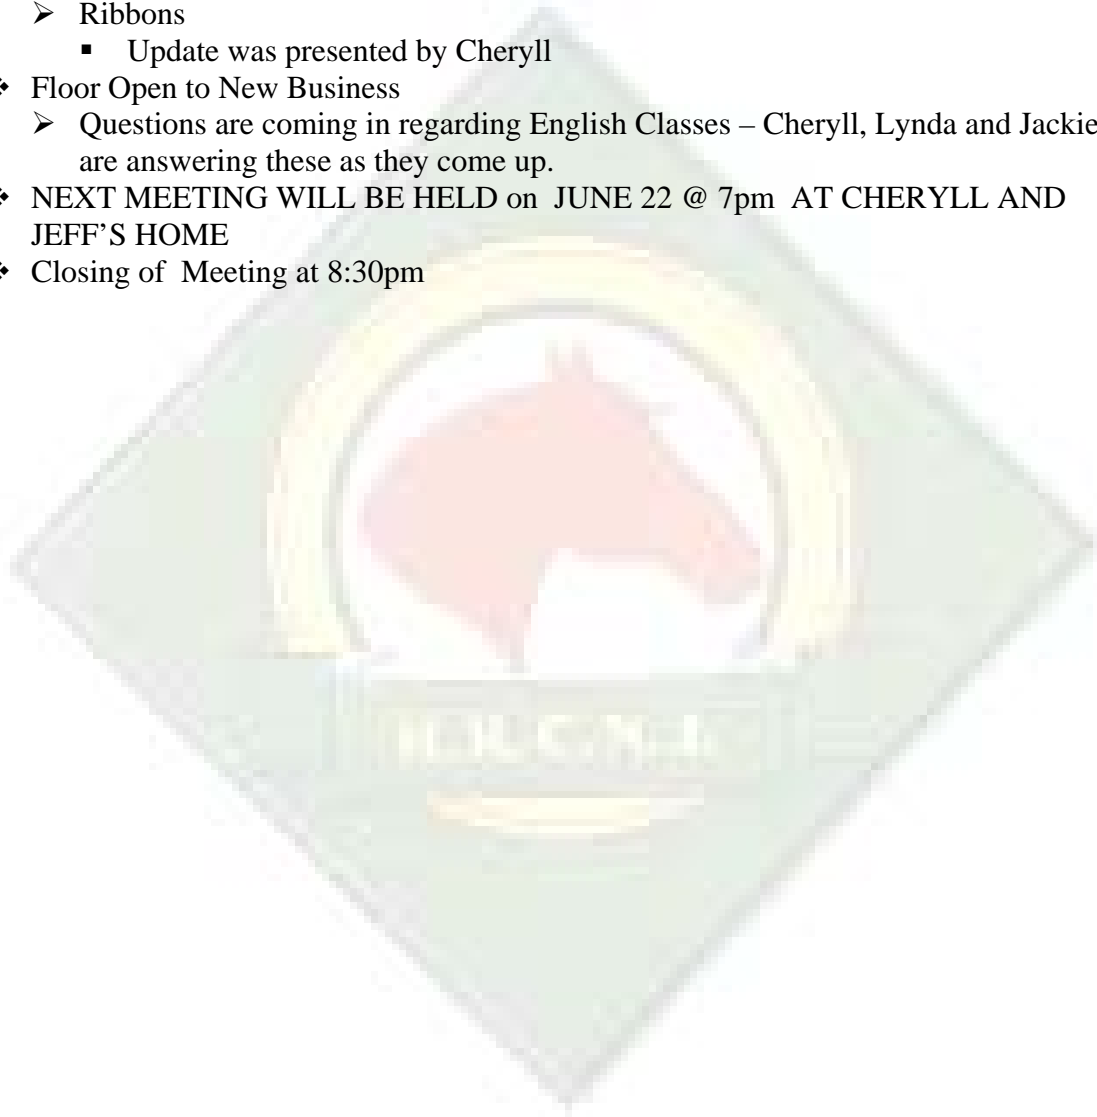 ➢ Ribbons
▪ Update was presented by Cheryll
❖ Floor Open to New Business
➢ Questions are coming in regarding English Classes – Cheryll, Lynda and Jackie
are answering these as they come up.
❖ NEXT MEETING WILL BE HELD on JUNE 22 @ 7pm AT CHERYLL AND
JEFF’S HOME
❖ Closing of Meeting at 8:30pm